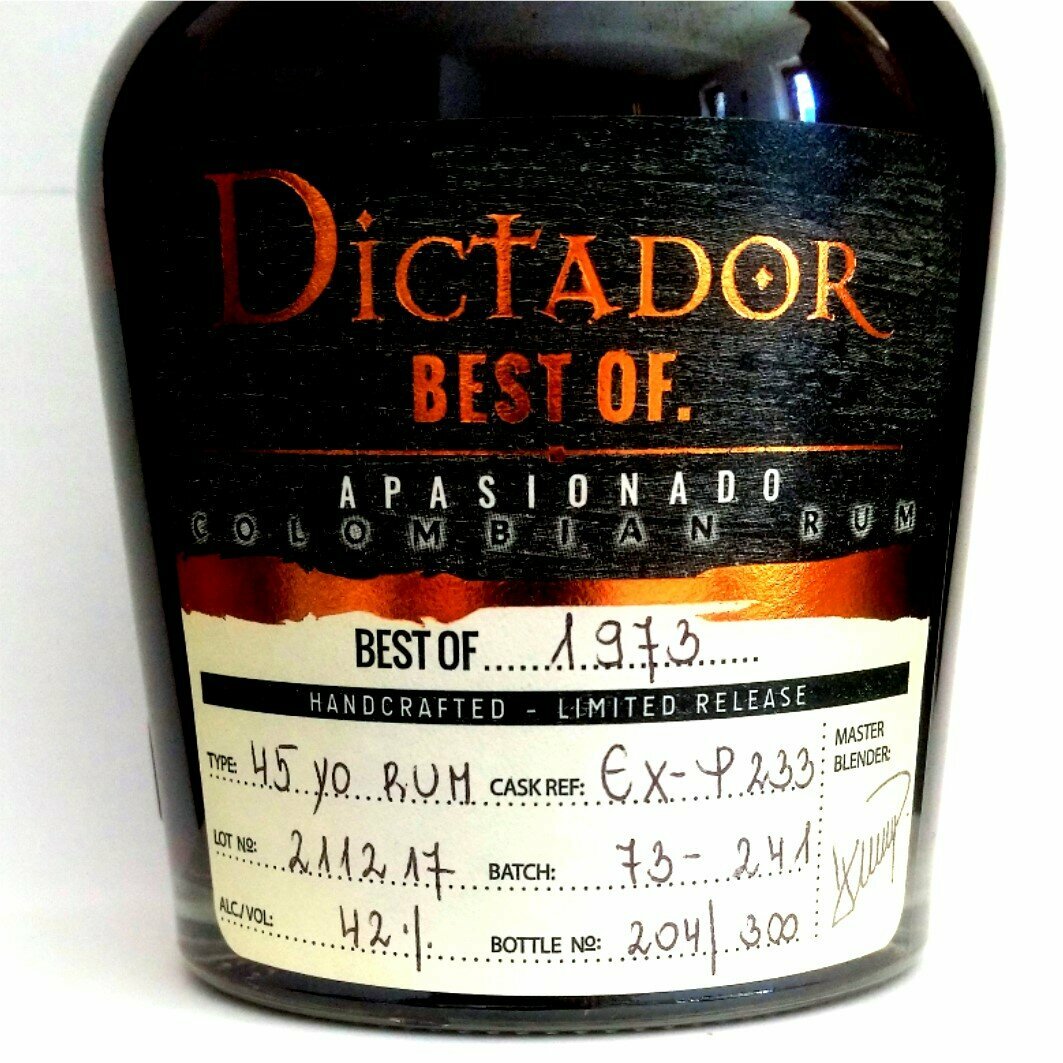 DICTADOR
BEST OF.
APASIONADO
COLOMBIAN RUM
BEST OF......1973......
HANDCRAFTED - LIMITED RELEASE
TYPE: 45 YO RUM CASK REF: EX-P233 MASTER BLENDER:
LOT Nº: 211217 BATCH: 73-241
ALC/VOL: 42% BOTTLE Nº: 204/300